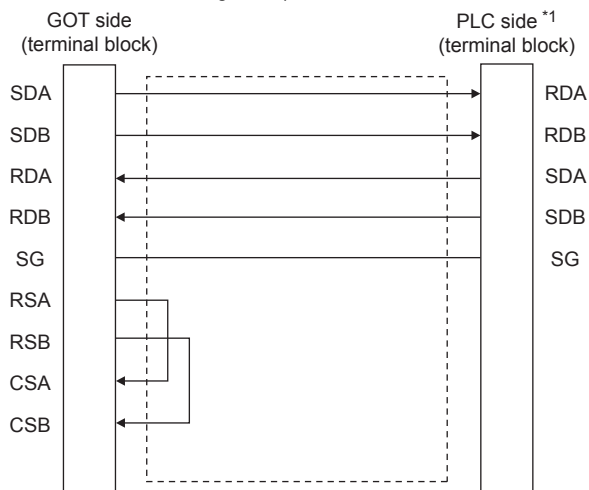 GOT side
(terminal block)
PLC side *1
(terminal block)
SDA
RDA
SDB
RDB
RDA
SDA
RDB
SDB
SG
SG
RSA
RSB
CSA
CSB